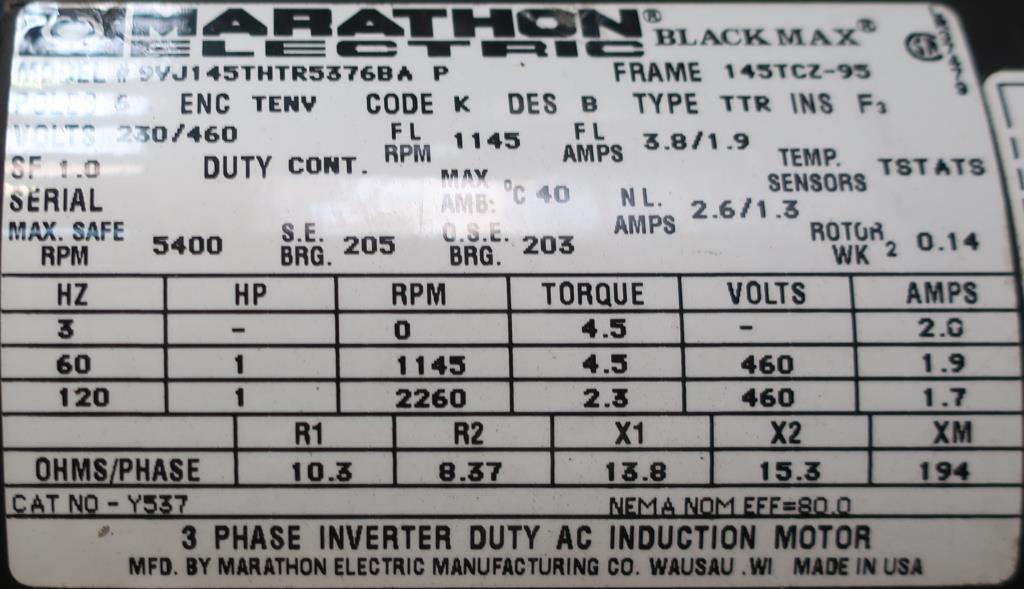 MARATHON®
ELECTRIC BLACK MAX®
MODEL # 9VJ145THTR5376BA P FRAME 145TCZ-95
POLES 6 ENC TENV CODE K DES B TYPE TTR INS F3
VOLTS 230/460 FL RPM 1145 FL AMPS 3.8/1.9
SF 1.0 DUTY CONT. MAX AMB: °C 40 NL. AMPS 2.6/1.3 TEMP. SENSORS TSTATS
SERIAL
MAX. SAFE RPM 5400 S.E. BRG. 205 O.S.E. BRG. 203 ROTOR WK2 0.14
HZ HP RPM TORQUE VOLTS AMPS
3 - 0 4.5 - 2.0
60 1 1145 4.5 460 1.9
120 1 2260 2.3 460 1.7
R1 R2 X1 X2 XM
OHMS/PHASE 10.3 8.37 13.8 15.3 194
CAT NO - Y537 NEMA NOM EFF=80.0
3 PHASE INVERTER DUTY AC INDUCTION MOTOR
MFD. BY MARATHON ELECTRIC MANUFACTURING CO. WAUSAU .WI MADE IN USA